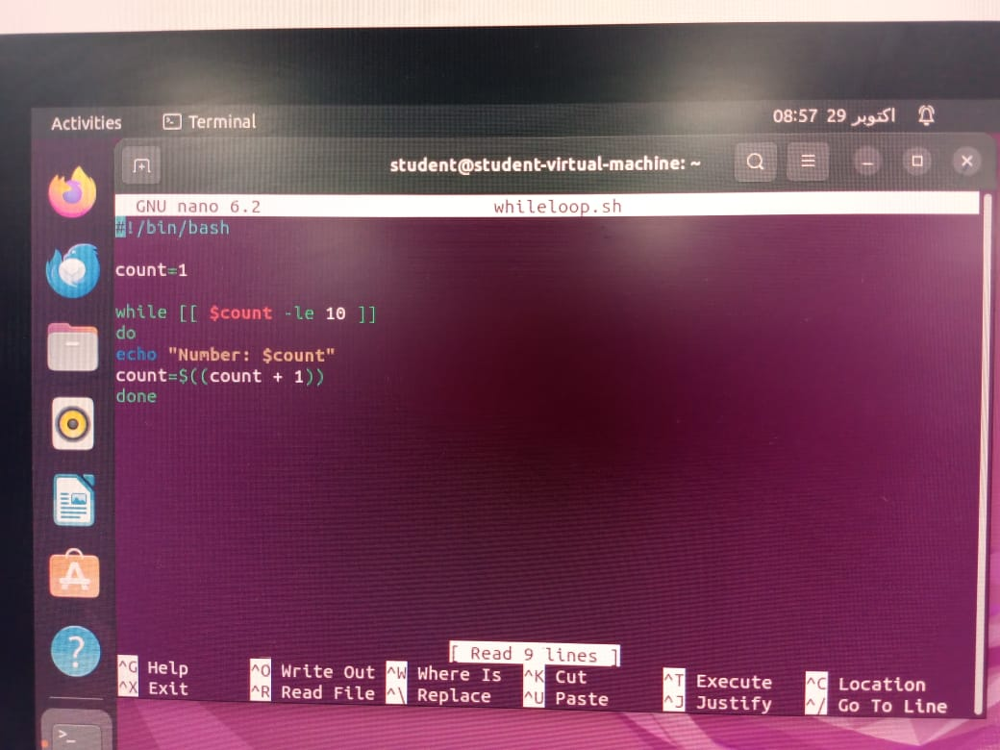 Activities Terminal 08:57 29 اكتوبر
student@student-virtual-machine: ~
GNU nano 6.2 whileloop.sh
#!/bin/bash
count=1
while [[ $count -le 10 ]]
do
echo "Number: $count"
count=$((count + 1))
done
[ Read 9 lines ]
^G Help ^O Write Out ^W Where Is ^K Cut ^T Execute ^C Location
^X Exit ^R Read File ^\ Replace ^U Paste ^J Justify ^/ Go To Line